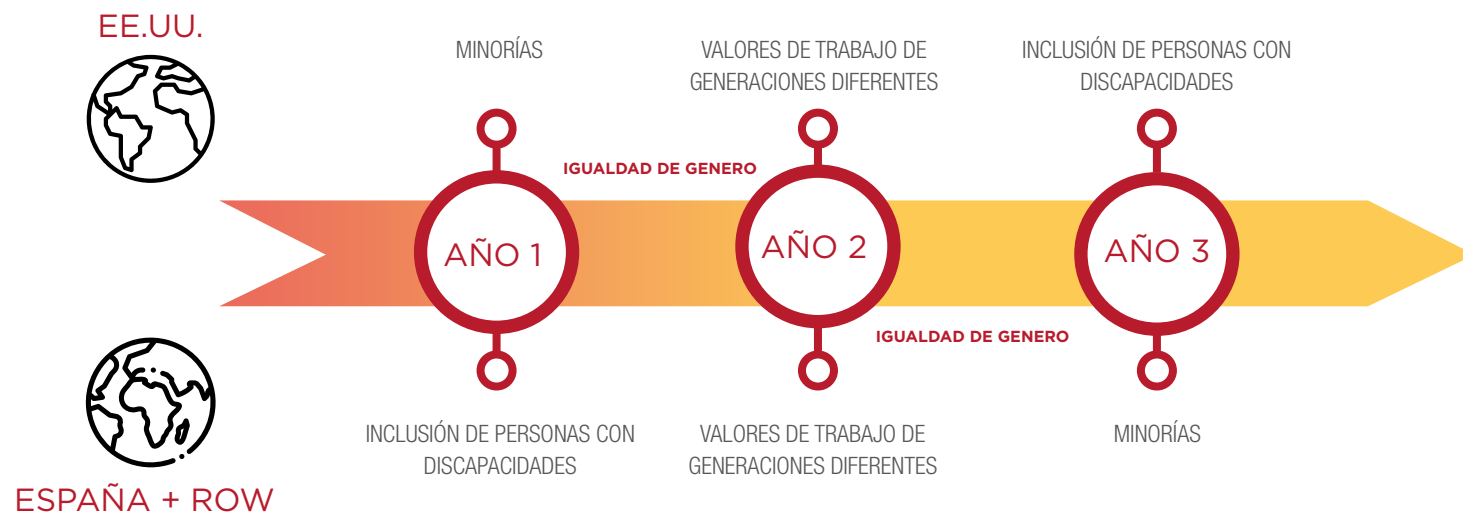 EE.UU.
MINORÍAS
VALORES DE TRABAJO DE
GENERACIONES DIFERENTES
INCLUSIÓN DE PERSONAS CON
DISCAPACIDADES
IGUALDAD DE GENERO
AÑO 1
AÑO 2
AÑO 3
IGUALDAD DE GENERO
INCLUSIÓN DE PERSONAS CON
DISCAPACIDADES
VALORES DE TRABAJO DE
GENERACIONES DIFERENTES
MINORÍAS
ESPAÑA + ROW